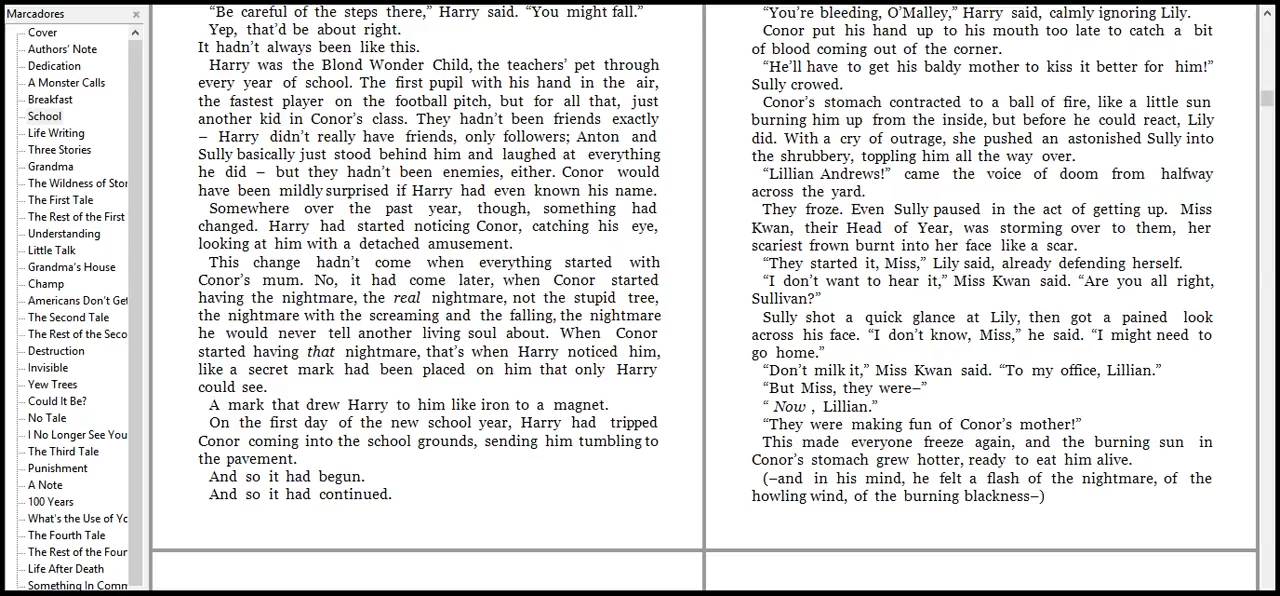 Marcadores
Cover
Authors' Note
Dedication
A Monster Calls
Breakfast
School
Life Writing
Three Stories
Grandma
The Wildness of Stor
The First Tale
The Rest of the First
Understanding
Little Talk
Grandma's House
Champ
Americans Don't Get
The Second Tale
The Rest of the Seco
Destruction
Invisible
Yew Trees
Could It Be?
No Tale
I No Longer See You
The Third Tale
Punishment
A Note
100 Years
What's the Use of Yo
The Fourth Tale
The Rest of the Four
Life After Death
Something In Comm
“Be careful of the steps there,” Harry said. “You might fall.”
Yep, that’d be about right.
It hadn’t always been like this.
Harry was the Blond Wonder Child, the teachers’ pet through
every year of school. The first pupil with his hand in the air,
the fastest player on the football pitch, but for all that, just
another kid in Conor’s class. They hadn’t been friends exactly
– Harry didn’t really have friends, only followers; Anton and
Sully basically just stood behind him and laughed at everything
he did – but they hadn’t been enemies, either. Conor would
have been mildly surprised if Harry had even known his name.
Somewhere over the past year, though, something had
changed. Harry had started noticing Conor, catching his eye,
looking at him with a detached amusement.
This change hadn’t come when everything started with
Conor’s mum. No, it had come later, when Conor started
having the nightmare, the real nightmare, not the stupid tree,
the nightmare with the screaming and the falling, the nightmare
he would never tell another living soul about. When Conor
started having that nightmare, that’s when Harry noticed him,
like a secret mark had been placed on him that only Harry
could see.
A mark that drew Harry to him like iron to a magnet.
On the first day of the new school year, Harry had tripped
Conor coming into the school grounds, sending him tumbling to
the pavement.
And so it had begun.
And so it had continued.
“You’re bleeding, O’Malley,” Harry said, calmly ignoring Lily.
Conor put his hand up to his mouth too late to catch a bit
of blood coming out of the corner.
“He’ll have to get his baldy mother to kiss it better for him!”
Sully crowed.
Conor’s stomach contracted to a ball of fire, like a little sun
burning him up from the inside, but before he could react, Lily
did. With a cry of outrage, she pushed an astonished Sully into
the shrubbery, toppling him all the way over.
“Lillian Andrews!” came the voice of doom from halfway
across the yard.
They froze. Even Sully paused in the act of getting up. Miss
Kwan, their Head of Year, was storming over to them, her
scariest frown burnt into her face like a scar.
“They started it, Miss,” Lily said, already defending herself.
“I don’t want to hear it,” Miss Kwan said. “Are you all right,
Sullivan?”
Sully shot a quick glance at Lily, then got a pained look
across his face. “I don’t know, Miss,” he said. “I might need to
go home.”
“Don’t milk it,” Miss Kwan said. “To my office, Lillian.”
“But Miss, they were–”
“ Now , Lillian.”
“They were making fun of Conor’s mother!”
This made everyone freeze again, and the burning sun in
Conor’s stomach grew hotter, ready to eat him alive.
(–and in his mind, he felt a flash of the nightmare, of the
howling wind, of the burning blackness–)